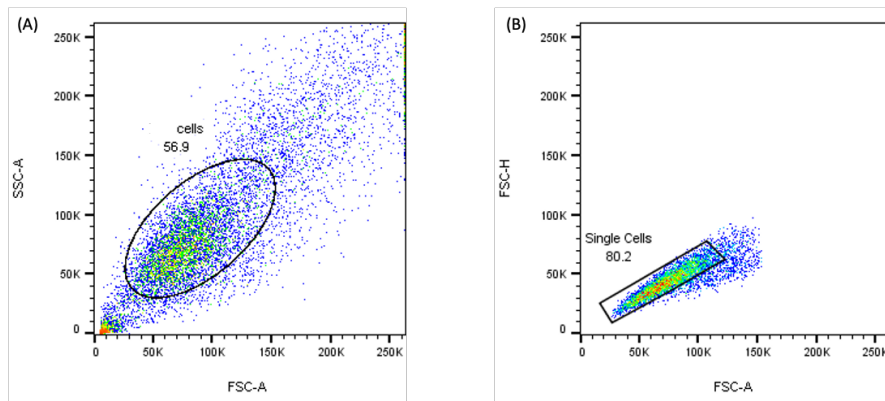 (A)
250K
200K
150K
100K
50K
0
SSC-A
cells
56.9
0 50K 100K 150K 200K 250K
FSC-A
(B)
250K
200K
150K
100K
50K
0
FSC-H
Single Cells
80.2
0 50K 100K 150K 200K 250K
FSC-A